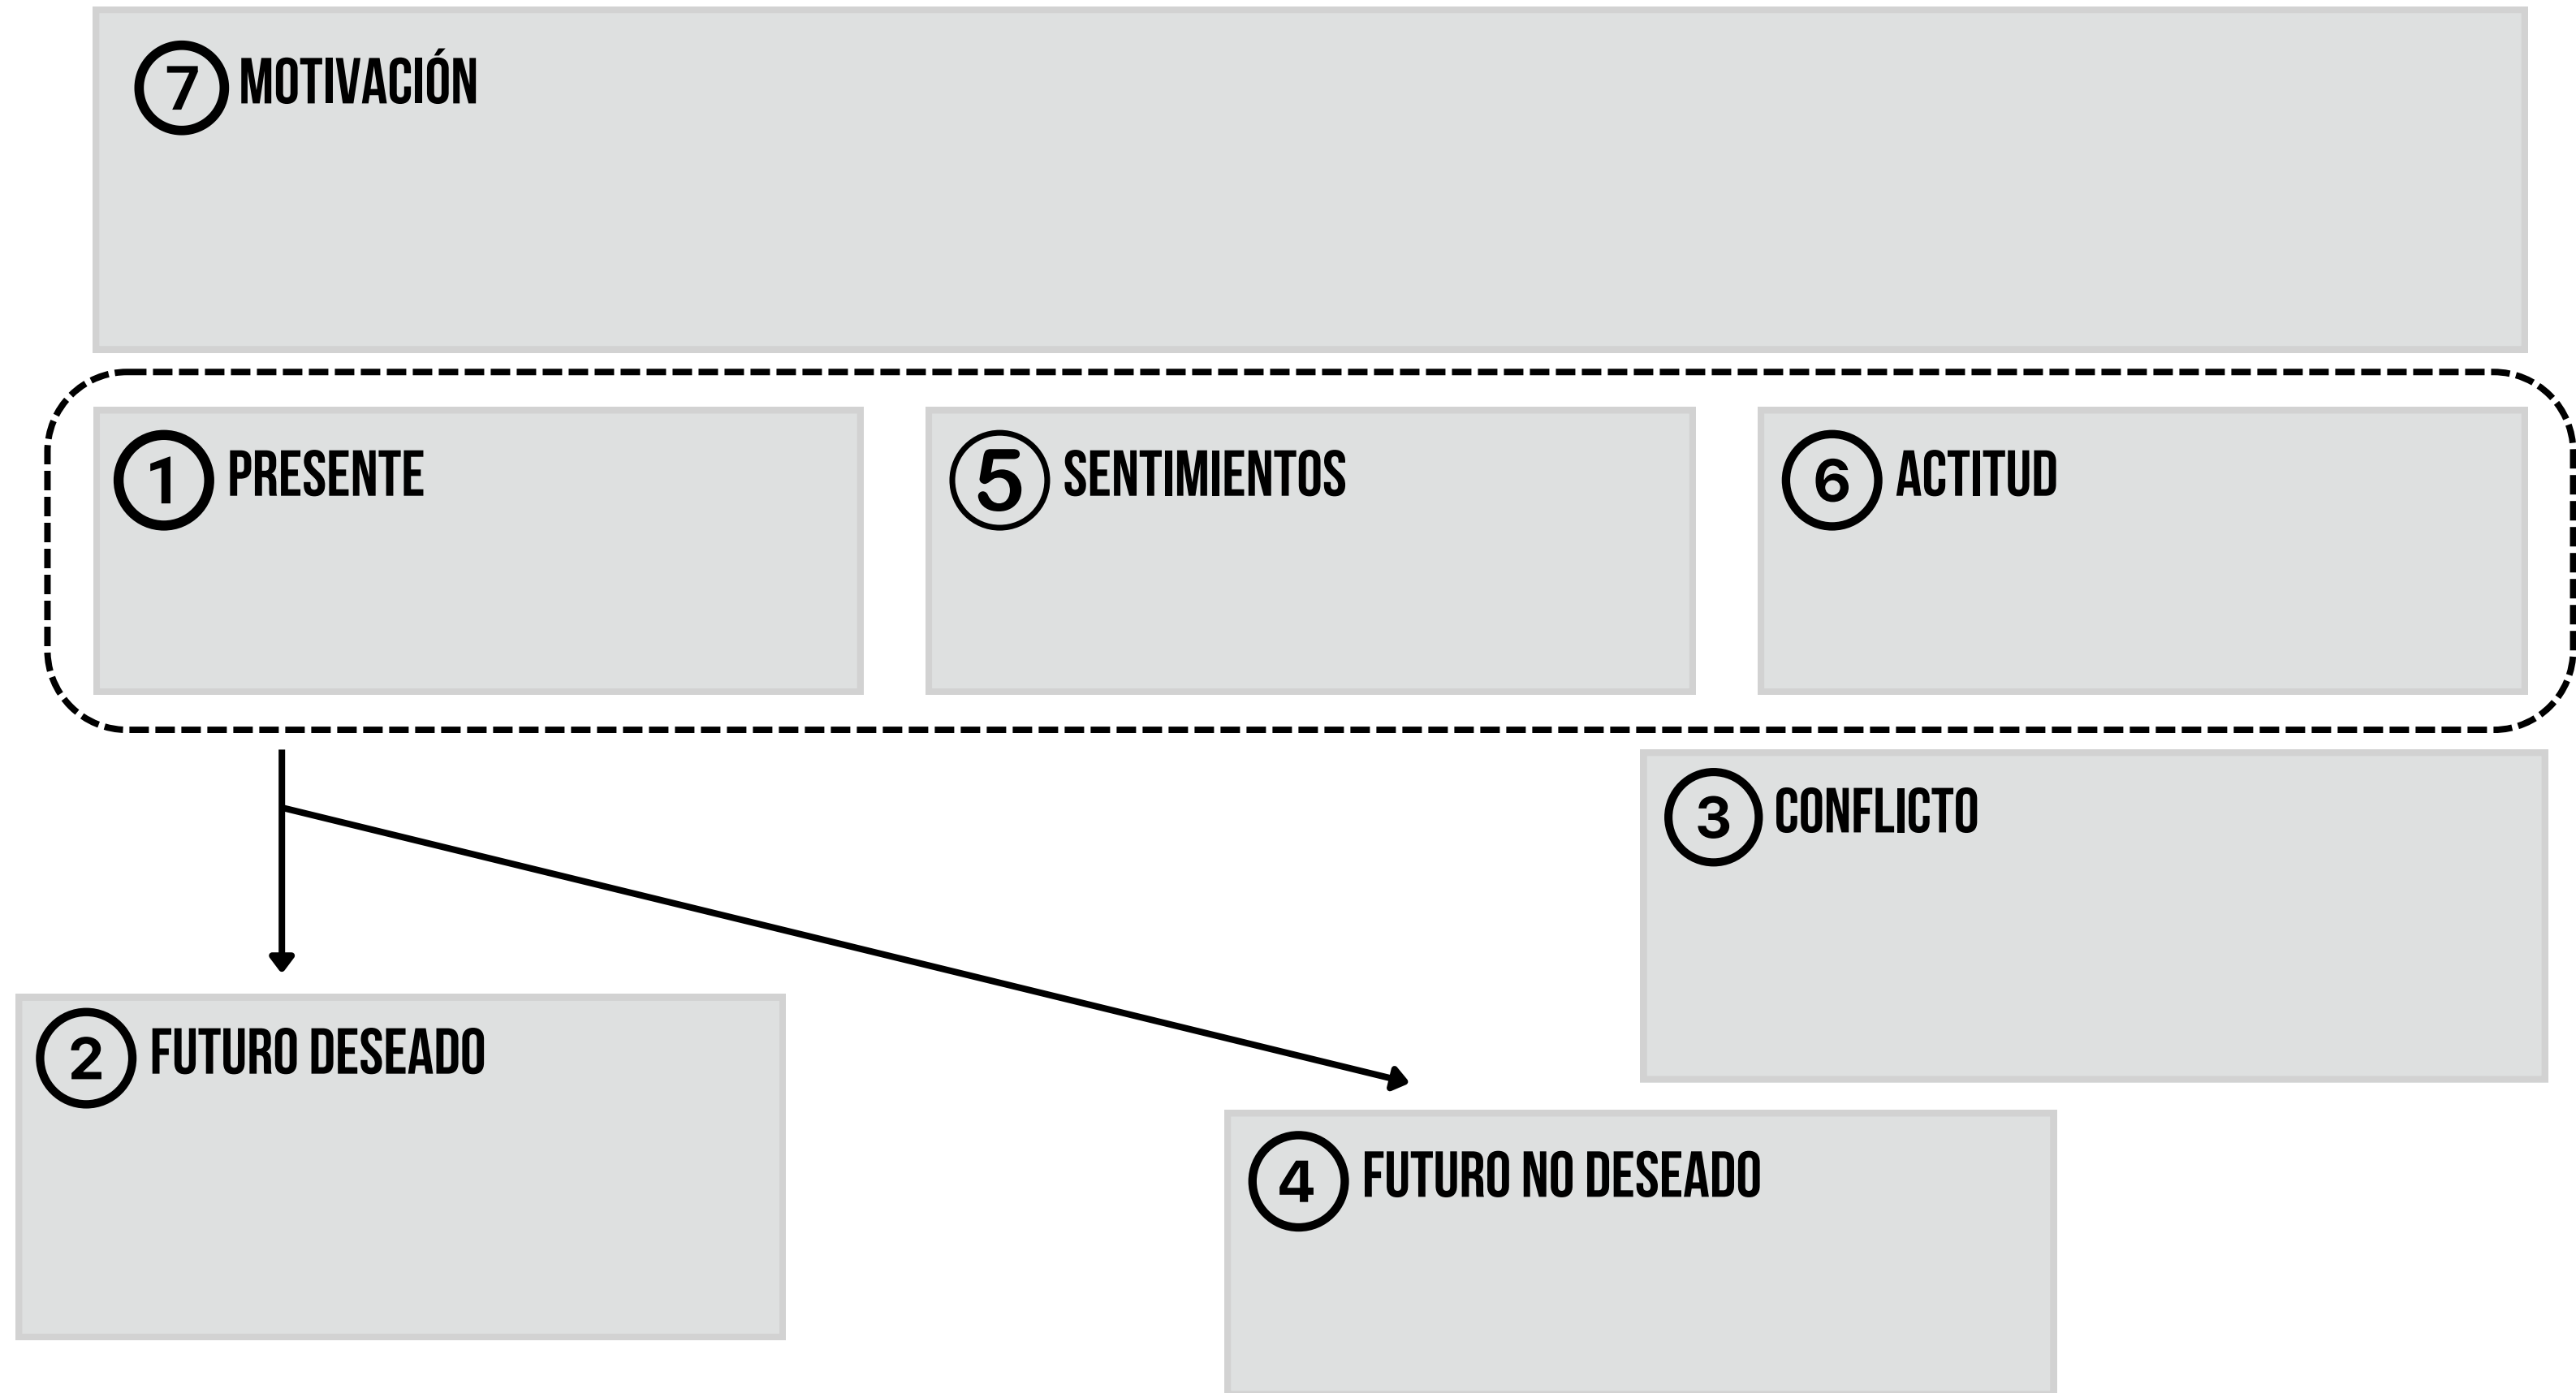 7 MOTIVACIÓN
1 PRESENTE
5 SENTIMIENTOS
6 ACTITUD
3 CONFLICTO
2 FUTURO DESEADO
4 FUTURO NO DESEADO